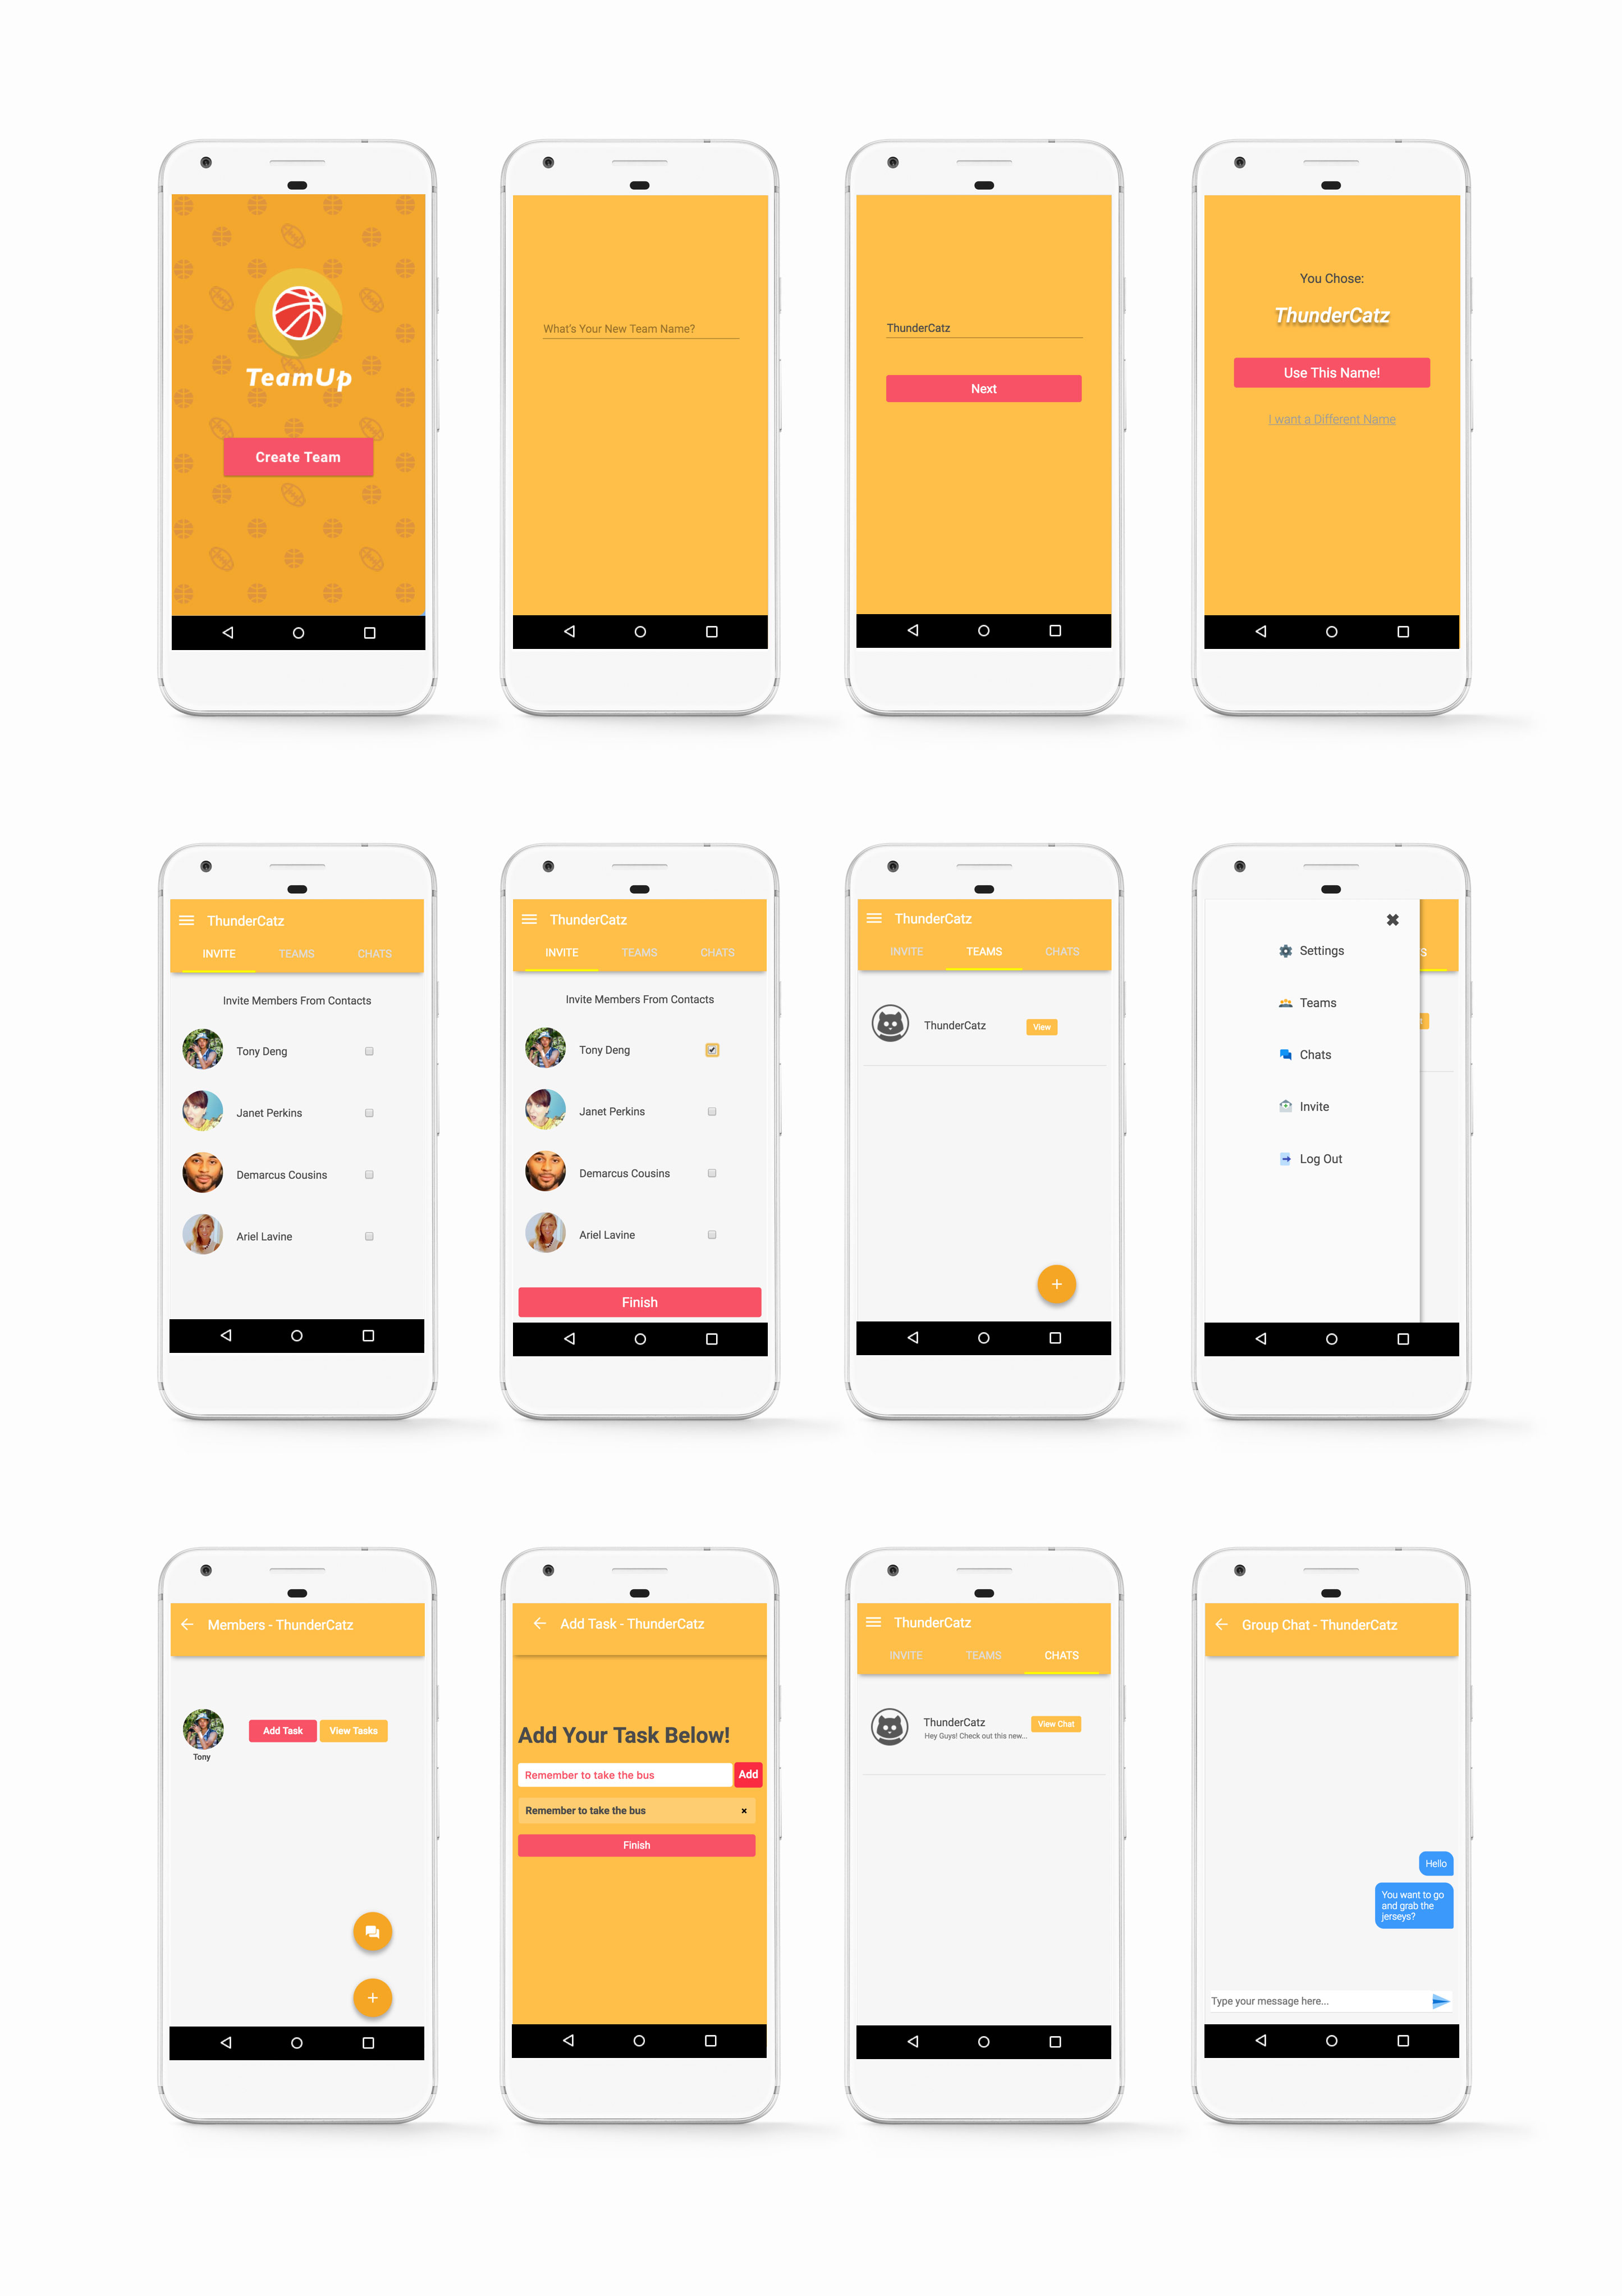 TeamUp
Create Team
What's Your New Team Name?
ThunderCatz
Next
You Chose:
ThunderCatz
Use This Name!
I want a Different Name
ThunderCatz
INVITE TEAMS CHATS
Invite Members From Contacts
Tony Deng
Janet Perkins
Demarcus Cousins
Ariel Lavine
ThunderCatz
INVITE TEAMS CHATS
Invite Members From Contacts
Tony Deng
Janet Perkins
Demarcus Cousins
Ariel Lavine
Finish
ThunderCatz
INVITE TEAMS CHATS
ThunderCatz View
Settings
S
Teams
Chats
Invite
Log Out
Members - ThunderCatz
Add Task View Tasks
Tony
Add Task - ThunderCatz
Add Your Task Below!
Remember to take the bus Add
Remember to take the bus
Finish
ThunderCatz
INVITE TEAMS CHATS
ThunderCatz View Chat
Hey Guys! Check out this new...
Group Chat - ThunderCatz
Hello
You want to go
and grab the
jerseys?
Type your message here...